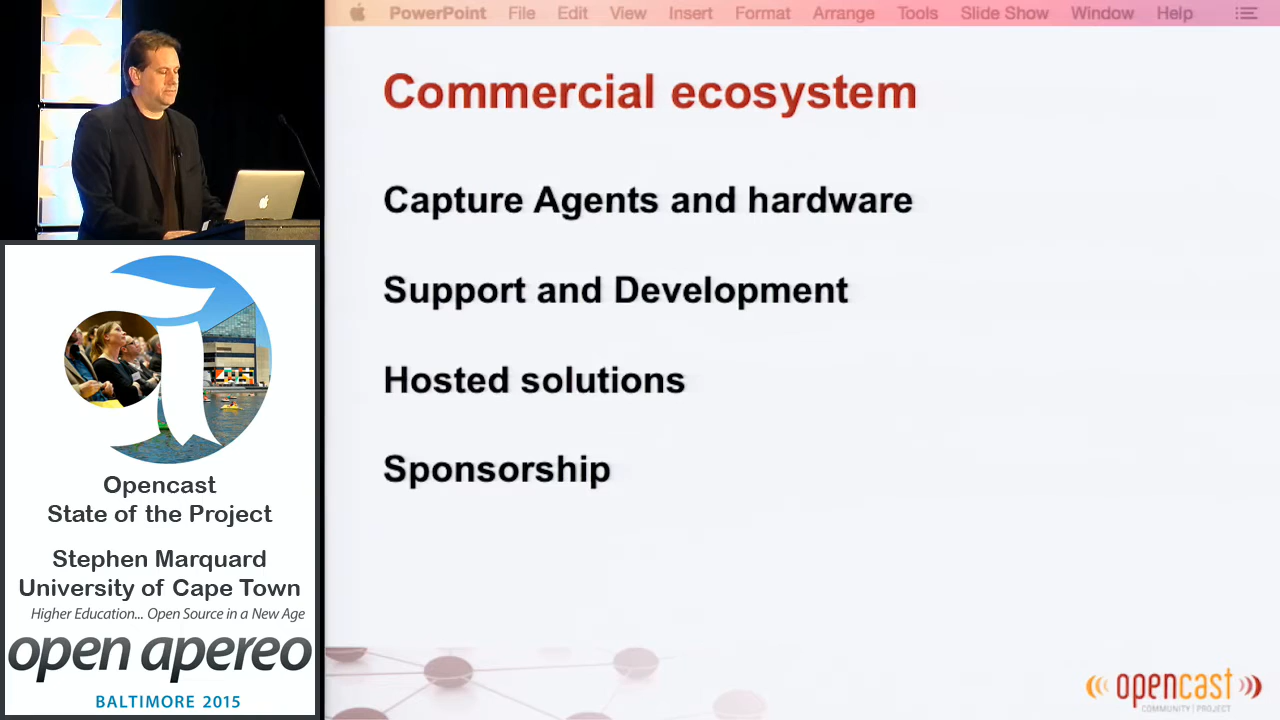 PowerPoint File Edit View Insert Format Arrange Tools Slide Show Window Help
Commercial ecosystem
Capture Agents and hardware
Support and Development
Hosted solutions
Sponsorship
Opencast
State of the Project
Stephen Marquard
University of Cape Town
Higher Education... Open Source in a New Age
open apereo
BALTIMORE 2015
opencast
COMMUNITY | PROJECT